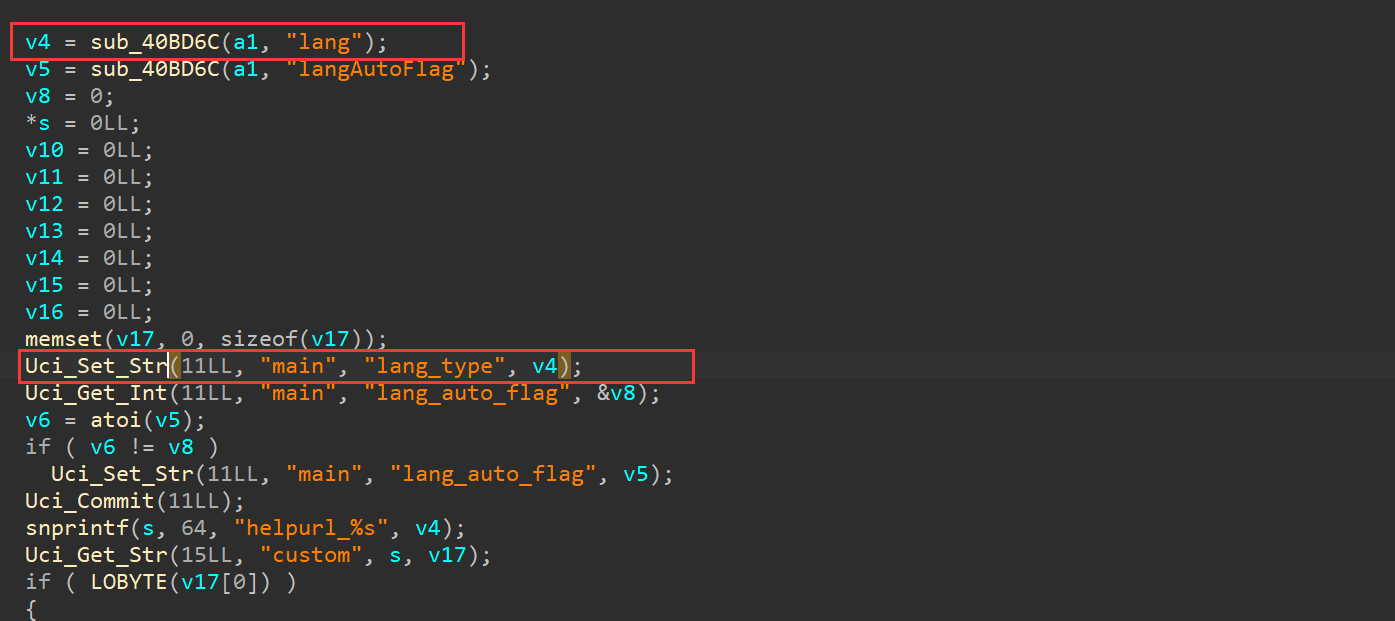 v4 = sub_40BD6C(a1, "lang");
v5 = sub_40BD6C(a1, "langAutoFlag");
v8 = 0;
*s = 0LL;
v10 = 0LL;
v11 = 0LL;
v12 = 0LL;
v13 = 0LL;
v14 = 0LL;
v15 = 0LL;
v16 = 0LL;
memset(v17, 0, sizeof(v17));
Uci_Set_Str(11LL, "main", "lang_type", v4);
Uci_Get_Int(11LL, "main", "lang_auto_flag", &v8);
v6 = atoi(v5);
if ( v6 != v8 )
  Uci_Set_Str(11LL, "main", "lang_auto_flag", v5);
Uci_Commit(11LL);
snprintf(s, 64, "helpurl_%s", v4);
Uci_Get_Str(15LL, "custom", s, v17);
if ( LOBYTE(v17[0]) )
{